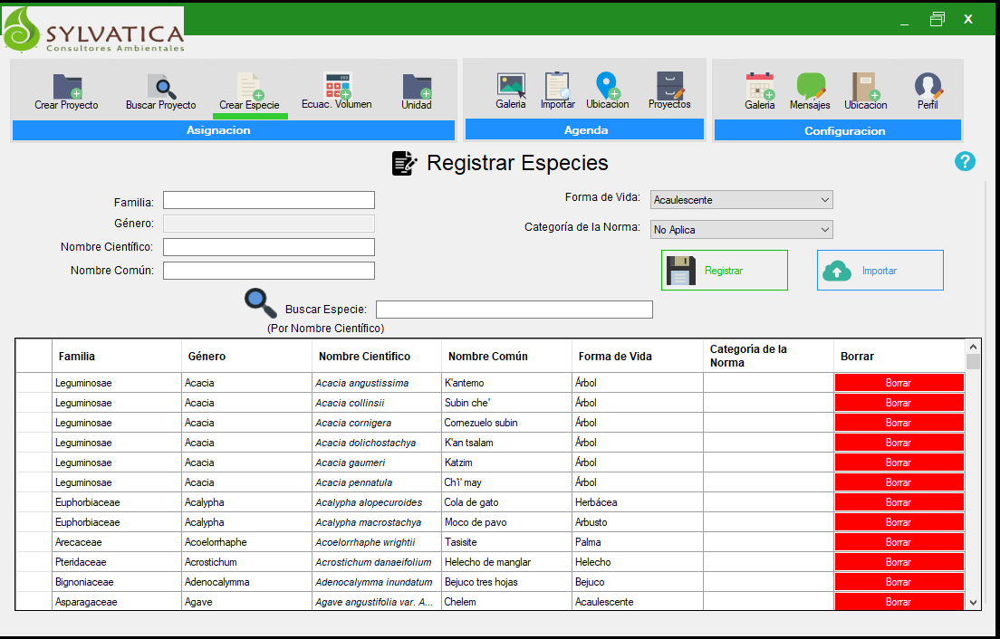 SYLVATICA
Consultores Ambientales
Crear Proyecto Buscar Proyecto Crear Especie Ecuac. Volumen Unidad
Asignacion
Galeria Importar Ubicacion Proyectos
Agenda
Galeria Mensajes Ubicacion Perfil
Configuracion
Registrar Especies
?
Familia:
Género:
Nombre Científico:
Nombre Común:
Forma de Vida: Acaulescente
Categoría de la Norma: No Aplica
Registrar Importar
Buscar Especie:
(Por Nombre Científico)
Familia Género Nombre Científico Nombre Común Forma de Vida Categoría de la Norma Borrar
Leguminosae Acacia Acacia angustissima K'antemo Árbol Borrar
Leguminosae Acacia Acacia collinsii Subin che' Árbol Borrar
Leguminosae Acacia Acacia cornigera Cornezuelo subin Árbol Borrar
Leguminosae Acacia Acacia dolichostachya K'an tsalam Árbol Borrar
Leguminosae Acacia Acacia gaumeri Katzim Árbol Borrar
Leguminosae Acacia Acacia pennatula Ch'i' may Árbol Borrar
Euphorbiaceae Acalypha Acalypha alopecuroides Cola de gato Herbácea Borrar
Euphorbiaceae Acalypha Acalypha macrostachya Moco de pavo Arbusto Borrar
Arecaceae Acoelorrhaphe Acoelorrhaphe wrightii Tasisite Palma Borrar
Pteridaceae Acrostichum Acrostichum danaeifolium Helecho de manglar Helecho Borrar
Bignoniaceae Adenocalymma Adenocalymma inundatum Bejuco tres hojas Bejuco Borrar
Asparagaceae Agave Agave angustifolia var. A... Chelem Acaulescente Borrar